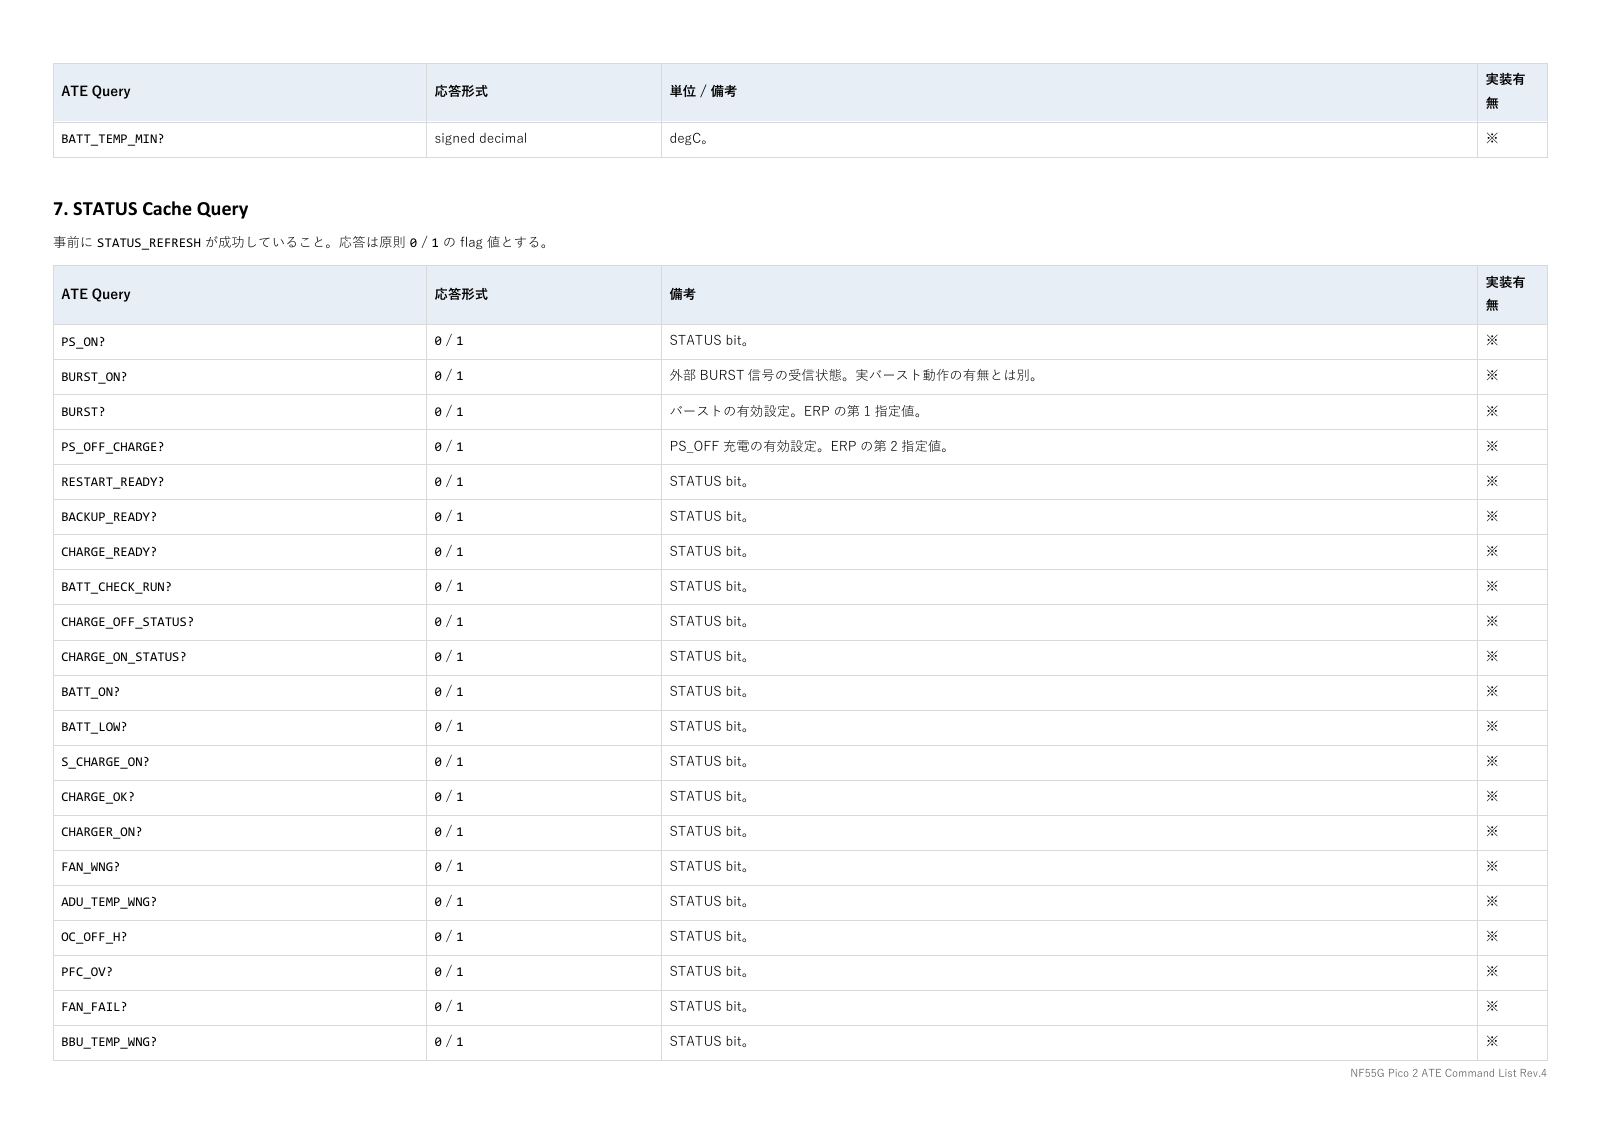 ATE Query 応答形式 単位 / 備考 実装有無
BATT_TEMP_MIN? signed decimal degC。 ※
7. STATUS Cache Query
事前に STATUS_REFRESH が成功していること。応答は原則 0 / 1 の flag 値とする。
ATE Query 応答形式 備考 実装有無
PS_ON? 0 / 1 STATUS bit。 ※
BURST_ON? 0 / 1 外部 BURST 信号の受信状態。実バースト動作の有無とは別。 ※
BURST? 0 / 1 バーストの有効設定。ERP の第 1 指定値。 ※
PS_OFF_CHARGE? 0 / 1 PS_OFF 充電の有効設定。ERP の第 2 指定値。 ※
RESTART_READY? 0 / 1 STATUS bit。 ※
BACKUP_READY? 0 / 1 STATUS bit。 ※
CHARGE_READY? 0 / 1 STATUS bit。 ※
BATT_CHECK_RUN? 0 / 1 STATUS bit。 ※
CHARGE_OFF_STATUS? 0 / 1 STATUS bit。 ※
CHARGE_ON_STATUS? 0 / 1 STATUS bit。 ※
BATT_ON? 0 / 1 STATUS bit。 ※
BATT_LOW? 0 / 1 STATUS bit。 ※
S_CHARGE_ON? 0 / 1 STATUS bit。 ※
CHARGE_OK? 0 / 1 STATUS bit。 ※
CHARGER_ON? 0 / 1 STATUS bit。 ※
FAN_WNG? 0 / 1 STATUS bit。 ※
ADU_TEMP_WNG? 0 / 1 STATUS bit。 ※
OC_OFF_H? 0 / 1 STATUS bit。 ※
PFC_OV? 0 / 1 STATUS bit。 ※
FAN_FAIL? 0 / 1 STATUS bit。 ※
BBU_TEMP_WNG? 0 / 1 STATUS bit。 ※
NF55G Pico 2 ATE Command List Rev.4